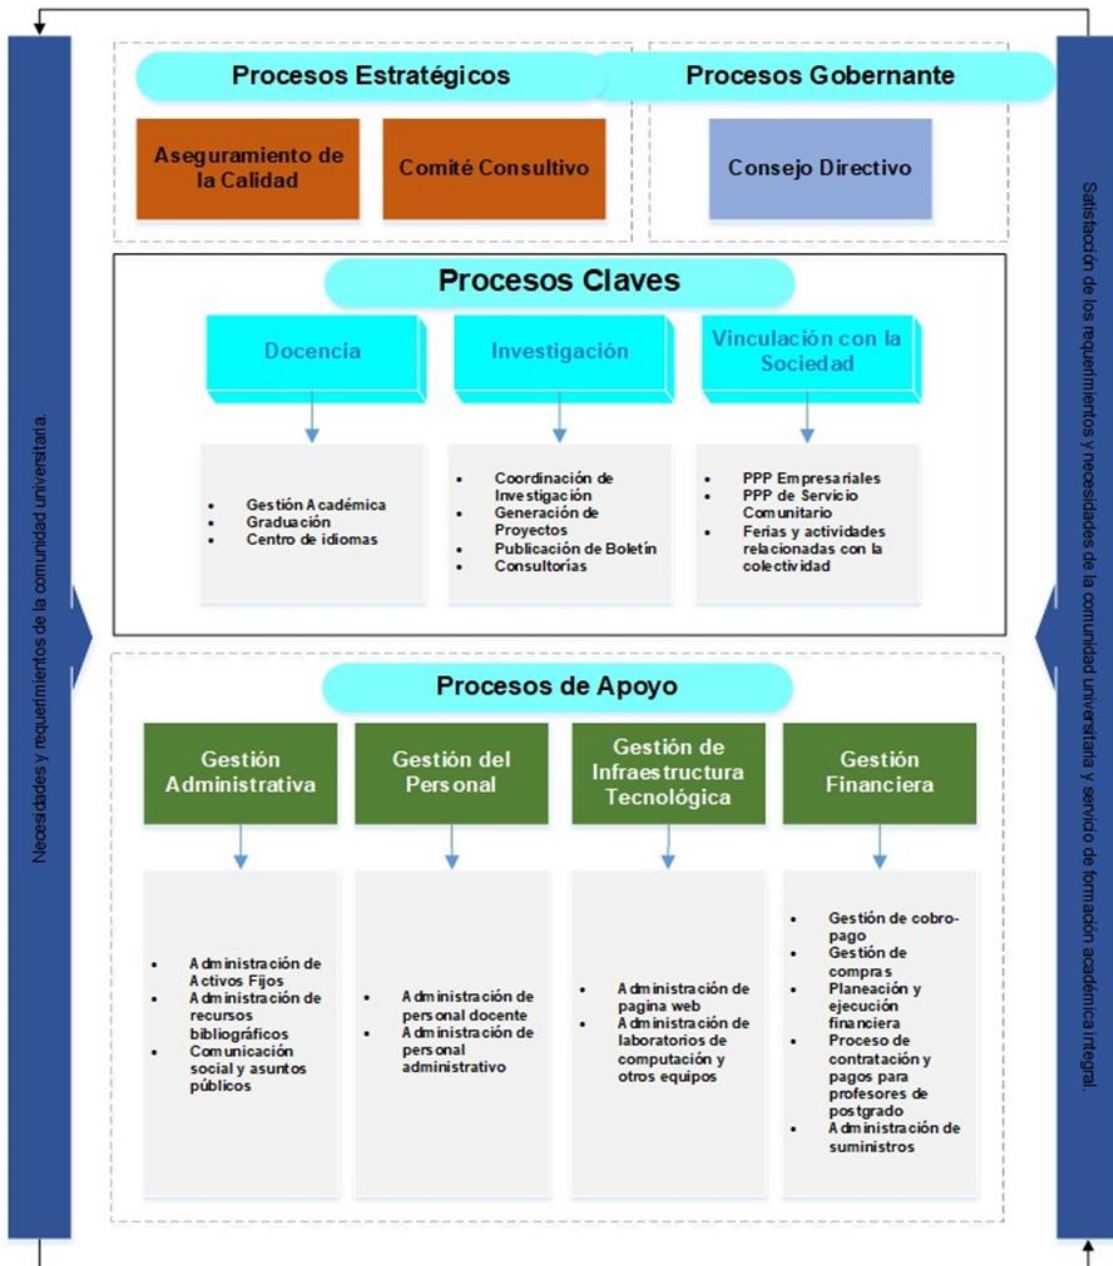 Necesidades y requerimientos de la comunidad universitaria.
Procesos Estratégicos
Aseguramiento de
la Calidad
Comité Consultivo
Procesos Gobernante
Consejo Directivo
Procesos Claves
Docencia
Gestión Académica
Graduación
Centro de idiomas
Investigación
Coordinación de
Investigación
Generación de
Proyectos
Publicación de Boletín
Consultorías
Vinculación con la
Sociedad
PPP Empresariales
PPP de Servicio
Comunitario
Ferias y actividades
relacionadas con la
colectividad
Procesos de Apoyo
Gestión
Administrativa
Administración de
Activos Fijos
Administración de
recursos
bibliográficos
Comunicación
social y asuntos
públicos
Gestión del
Personal
Administración de
personal docente
Administración de
personal
administrativo
Gestión de
Infraestructura
Tecnológica
Administración de
pagina web
Administración de
laboratorios de
computación y
otros equipos
Gestión
Financiera
Gestión de cobro-
pago
Gestión de
compras
Planeación y
ejecución
financiera
Proceso de
contratación y
pagos para
profesores de
postgrado
Administración de
suministros
Satisfacción de los requerimientos y necesidades de la comunidad universitaria y servicio de formación académica integral.